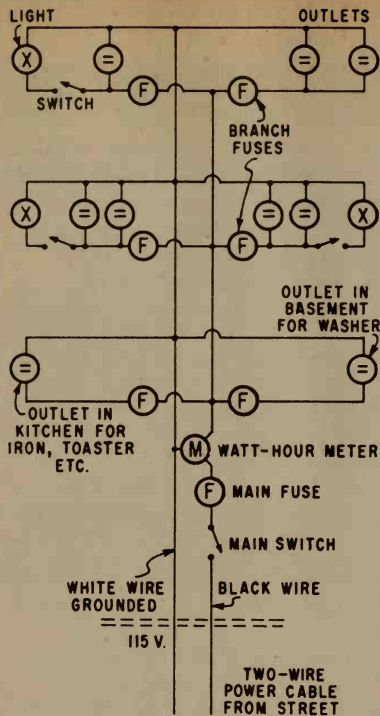 LIGHT
OUTLETS
X
=
=
=
F
F
SWITCH
BRANCH
FUSES
X
=
=
=
=
X
F
F
OUTLET IN
BASEMENT
FOR WASHER
=
=
F
F
OUTLET IN
KITCHEN FOR
IRON, TOASTER
ETC.
M
WATT-HOUR METER
F
MAIN FUSE
MAIN SWITCH
WHITE WIRE
GROUNDED
BLACK WIRE
115 V.
TWO-WIRE
POWER CABLE
FROM STREET